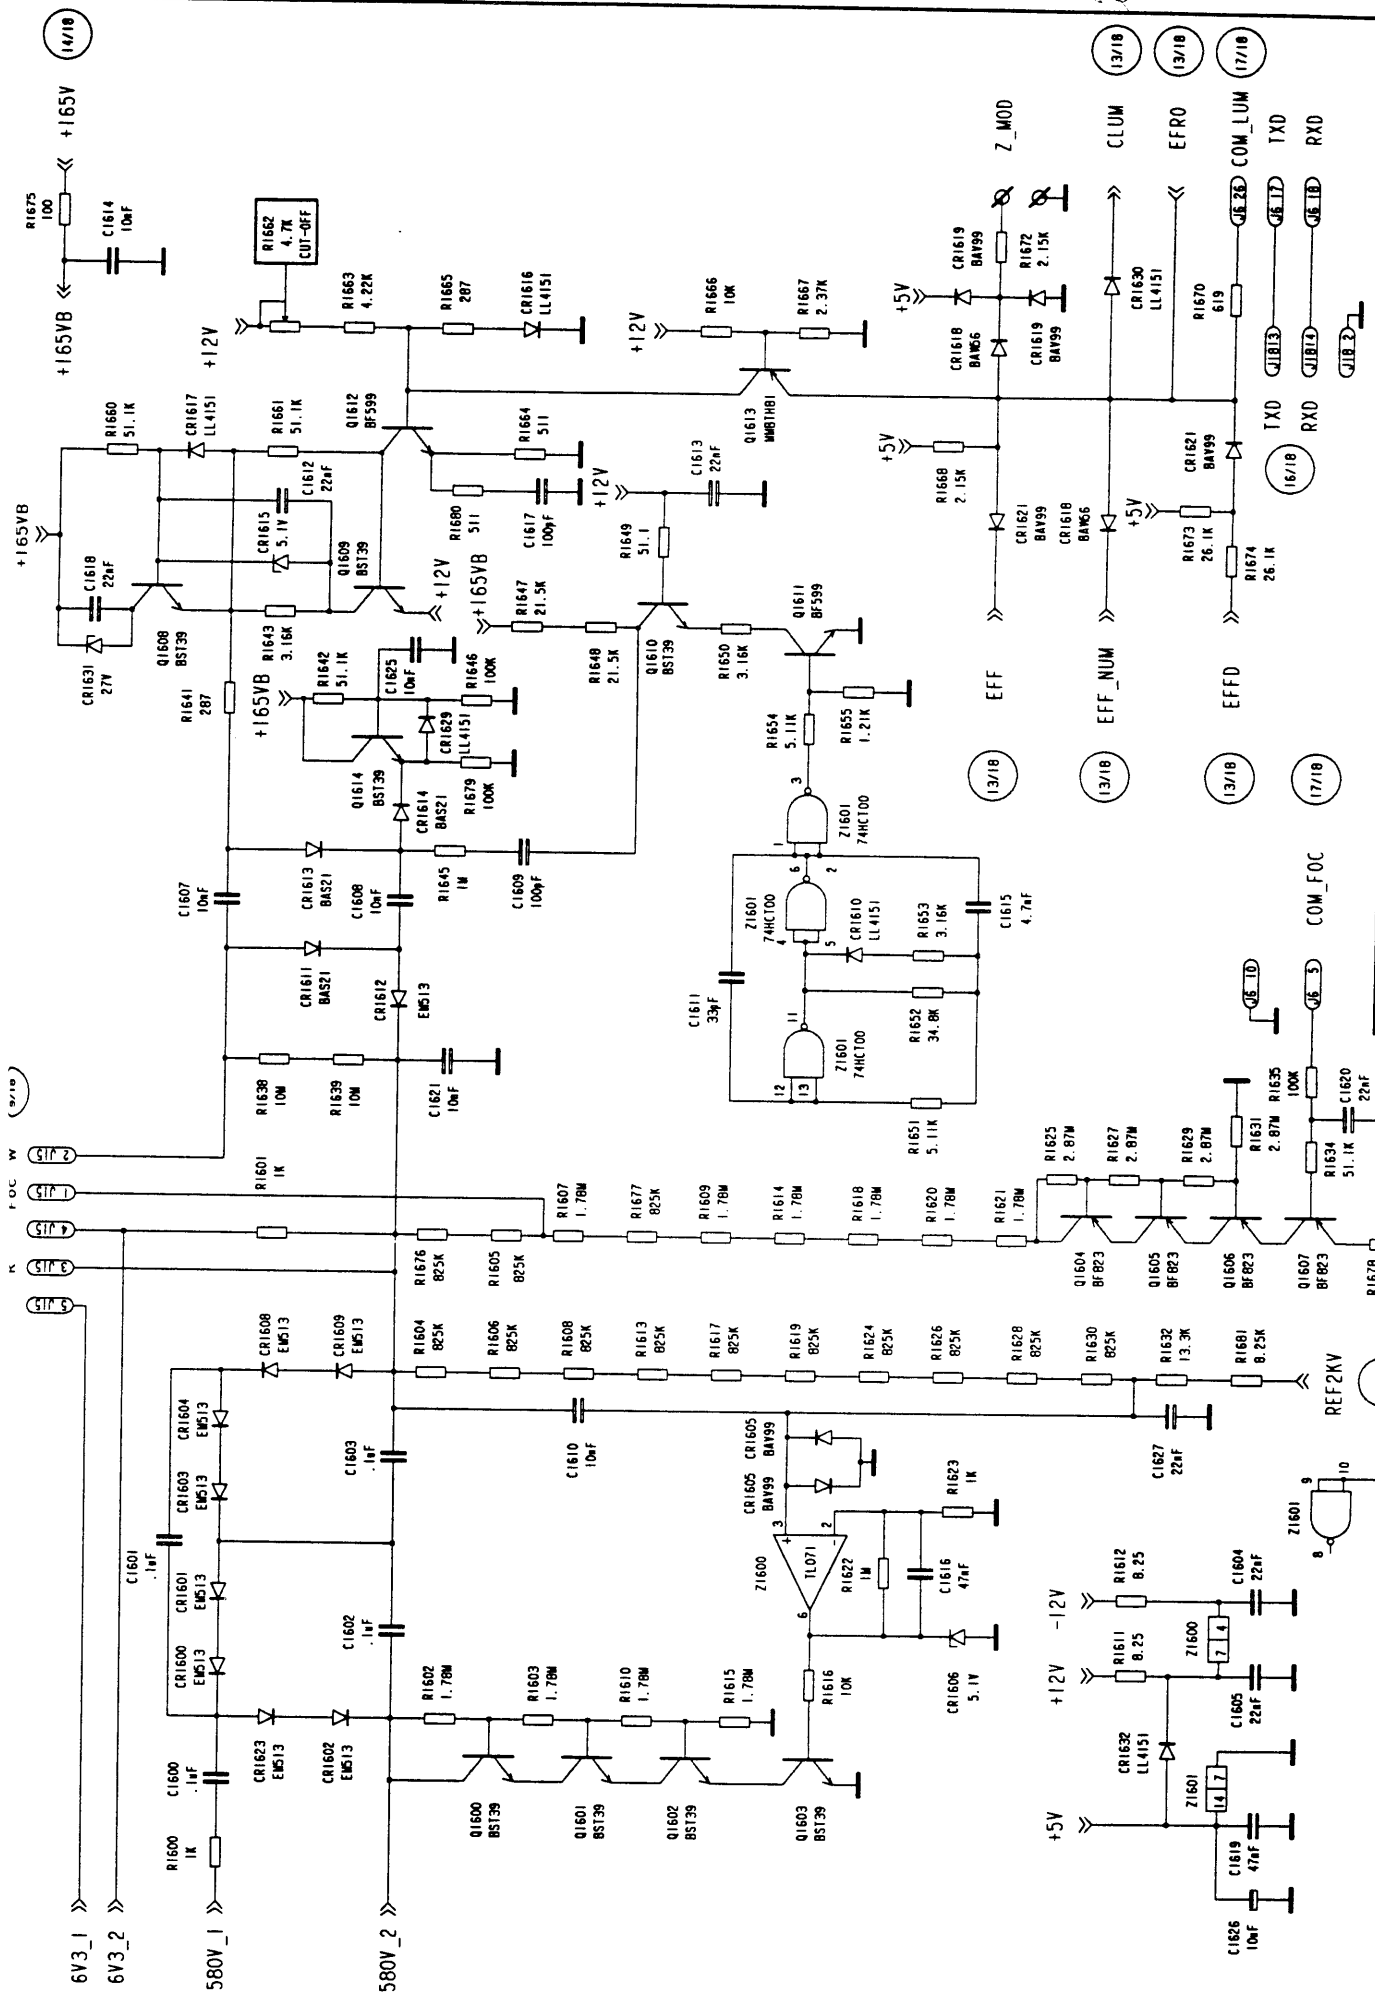 14/18
+165V
R1675
100
C1614
10nF
+165VB
R1662
4.7K
CUT-OFF
+12V
R1663
4.22K
R1665
287
CR1616
LL4151
+12V
R1666
10K
R1667
2.37K
Q1613
MMBTH81
+165VB
R1660
51.1K
CR1617
LL4151
R1661
51.1K
Q1612
BF599
R1664
511
C1618
22nF
CR1631
27V
Q1608
BST39
CR1615
5.1V
C1612
22nF
Q1609
BST39
R1643
3.16K
R1641
287
+12V
R1680
511
C1617
100pF
+12V
C1613
22nF
R1649
51.1
+165VB
R1642
51.1K
C1625
10nF
R1646
100K
+165VB
R1647
21.5K
R1648
21.5K
Q1610
BST39
R1650
3.16K
Q1611
BF599
Q1614
BST39
CR1629
LL4151
R1679
100K
CR1614
BAS21
R1654
5.11K
R1655
1.21K
C1607
10nF
CR1613
BAS21
C1608
10nF
R1645
1M
C1609
100pF
CR1611
BAS21
CR1612
EM513
Z1601
74HCT00
3
1
2
Z1601
74HCT00
6
4
5
CR1610
LL4151
R1653
3.16K
C1615
4.7nF
C1611
33pF
R1652
34.8K
Z1601
74HCT00
11
12
13
R1651
5.11K
Z_MOD
CR1619
BAV99
R1672
2.15K
+5V
CR1618
BAW56
CR1619
BAV99
+5V
R1668
2.15K
CR1621
BAV99
CR1618
BAW56
13/18
13/18
17/18
CLUM
EFRO
COM_LUM
TXD
RXD
CR1630
LL4151
R1670
619
J6 26
J6 17
J6 18
J1813
J1814
J18 2
TXD
RXD
16/18
CR1621
BAV99
+5V
R1673
26.1K
R1674
26.1K
EFF
EFF_NUM
EFFD
13/18
13/18
13/18
17/18
COM_FOC
J6 10
J6 5
W
FOC
K
2 J15
1 J15
4 J15
3 J15
5 J15
R1638
10M
R1639
10M
C1621
10nF
R1601
1K
R1676
825K
R1605
825K
R1607
1.78M
R1677
825K
R1609
1.78M
R1614
1.78M
R1618
1.78M
R1620
1.78M
R1621
1.78M
R1625
2.87M
R1627
2.87M
R1629
2.87M
R1631
2.87M
R1635
100K
C1620
22nF
R1634
51.1K
Q1604
BF823
Q1605
BF823
Q1606
BF823
Q1607
BF823
R1678
CR1608
EM513
CR1609
EM513
R1604
825K
R1606
825K
R1608
825K
R1613
825K
R1617
825K
R1619
825K
R1624
825K
R1626
825K
R1628
825K
R1630
825K
R1632
13.3K
R1681
8.25K
REF2KV
CR1604
EM513
CR1603
EM513
C1601
.1uF
CR1601
EM513
CR1600
EM513
C1603
.1uF
C1602
.1uF
C1610
10nF
CR1605
BAV99
CR1605
BAV99
C1627
22nF
Z1600
TL071
3
2
6
+
-
R1622
1M
R1623
1K
C1616
47nF
CR1606
5.1V
R1616
10K
Z1601
9
10
8
C1600
.1uF
R1600
1K
CR1623
EM513
CR1602
EM513
R1602
1.78M
R1603
1.78M
R1610
1.78M
R1615
1.78M
Q1600
BST39
Q1601
BST39
Q1602
BST39
Q1603
BST39
-12V
R1612
8.25
C1604
22nF
+12V
R1611
8.25
Z1600
7 4
C1605
22nF
CR1632
LL4151
Z1601
14 7
+5V
C1619
47nF
C1626
10uF
6V3_1
6V3_2
580V_1
580V_2